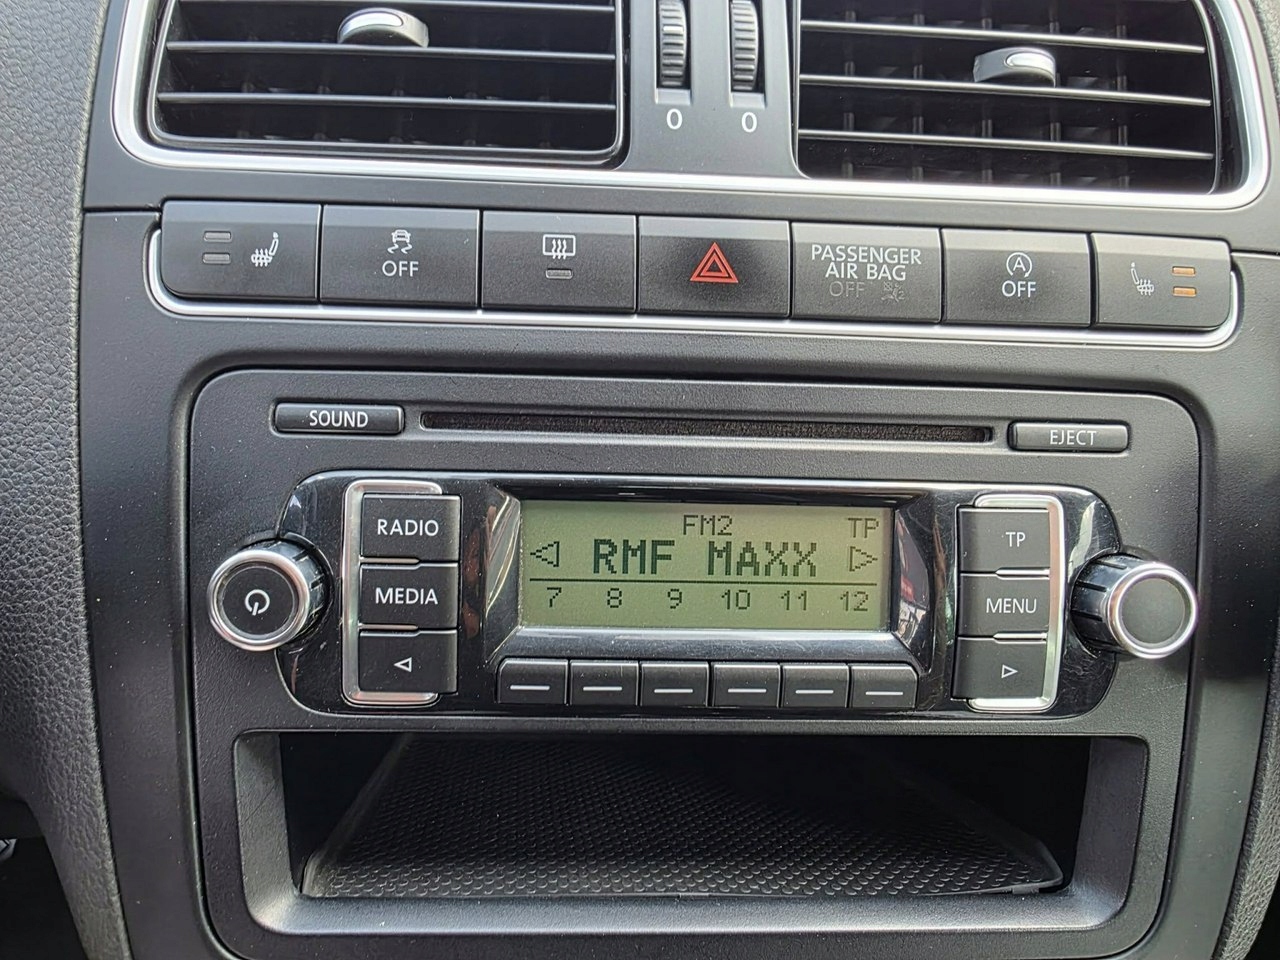 0 0
OFF
PASSENGER
AIR BAG
OFF
A
OFF
SOUND
EJECT
RADIO
MEDIA
FM2 TP
RMF MAXX
7 8 9 10 11 12
TP
MENU